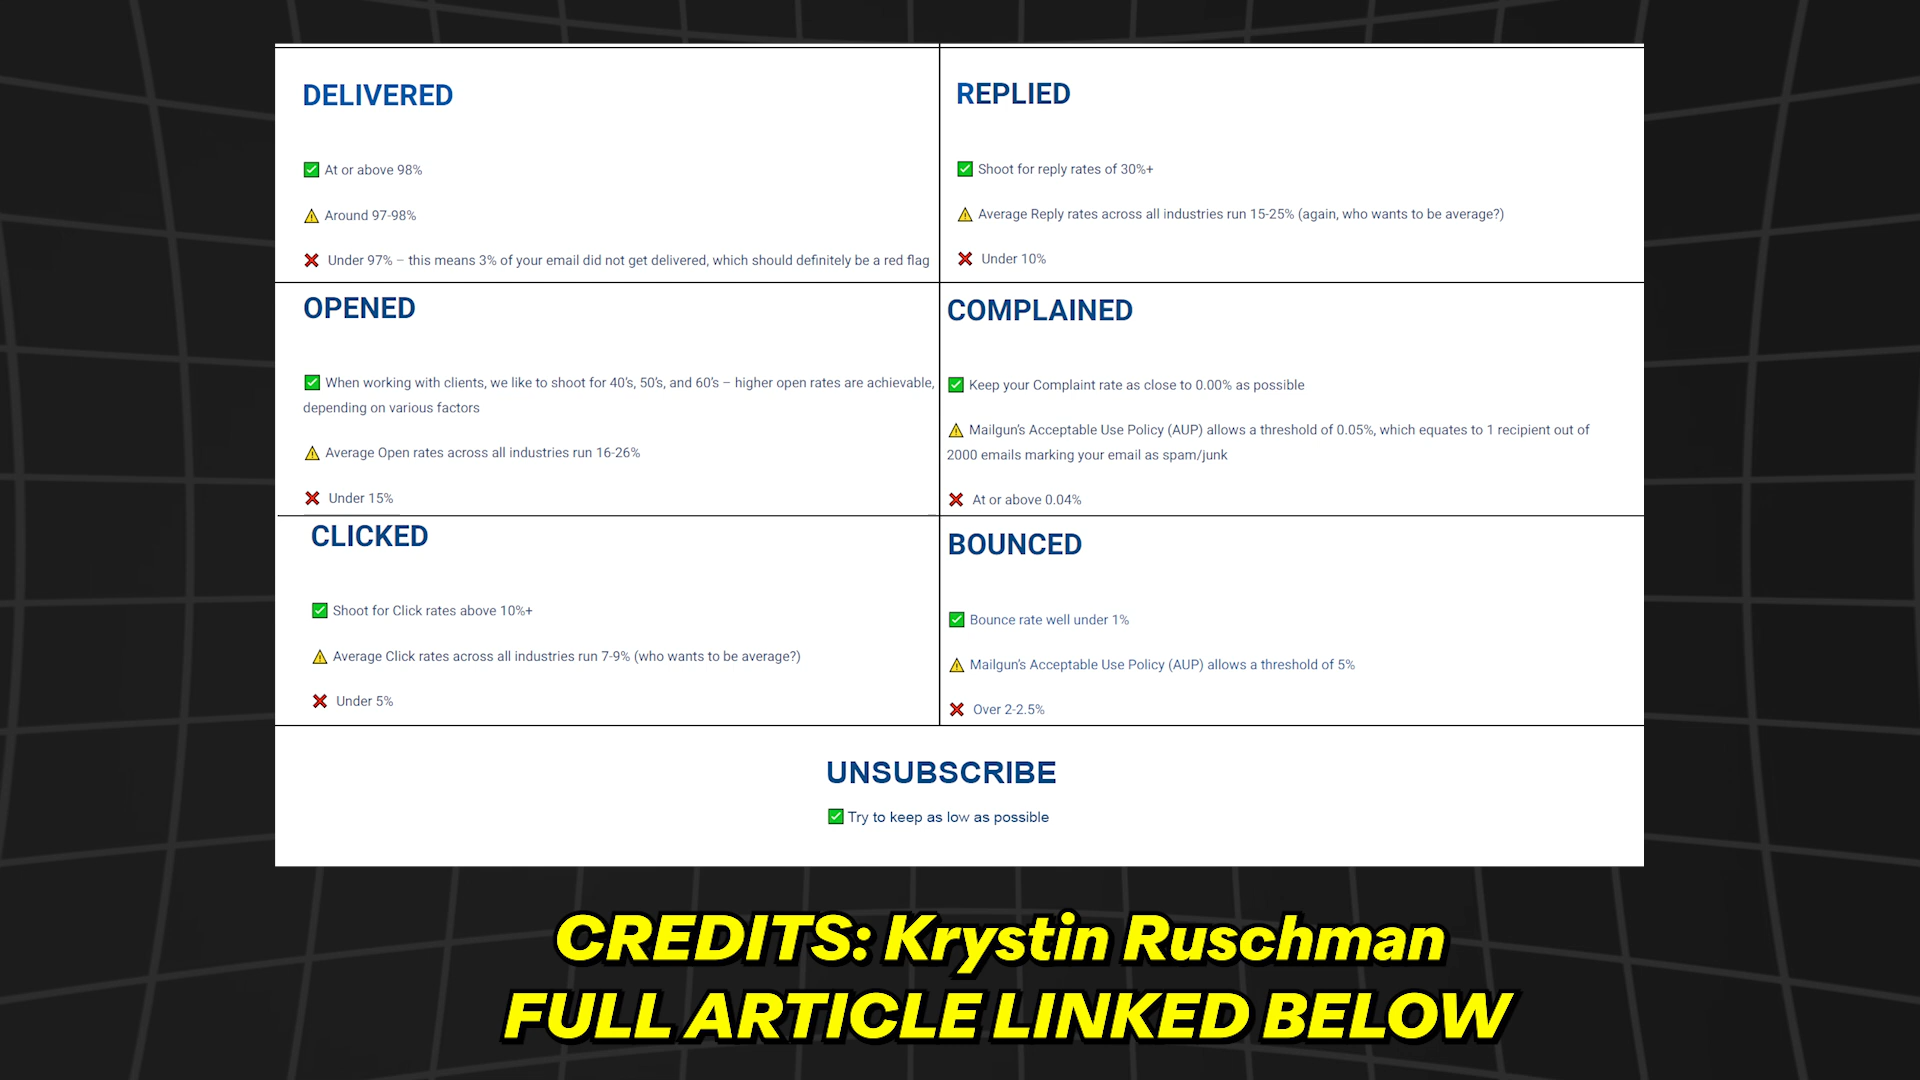 DELIVERED
✅ At or above 98%
⚠ Around 97-98%
❌ Under 97% – this means 3% of your email did not get delivered, which should definitely be a red flag
REPLIED
✅ Shoot for reply rates of 30%+
⚠ Average Reply rates across all industries run 15-25% (again, who wants to be average?)
❌ Under 10%
OPENED
✅ When working with clients, we like to shoot for 40's, 50's, and 60's – higher open rates are achievable,
depending on various factors
⚠ Average Open rates across all industries run 16-26%
❌ Under 15%
COMPLAINED
✅ Keep your Complaint rate as close to 0.00% as possible
⚠ Mailgun's Acceptable Use Policy (AUP) allows a threshold of 0.05%, which equates to 1 recipient out of
2000 emails marking your email as spam/junk
❌ At or above 0.04%
CLICKED
✅ Shoot for Click rates above 10%+
⚠ Average Click rates across all industries run 7-9% (who wants to be average?)
❌ Under 5%
BOUNCED
✅ Bounce rate well under 1%
⚠ Mailgun's Acceptable Use Policy (AUP) allows a threshold of 5%
❌ Over 2-2.5%
UNSUBSCRIBE
✅ Try to keep as low as possible
CREDITS: Krystin Ruschman
FULL ARTICLE LINKED BELOW